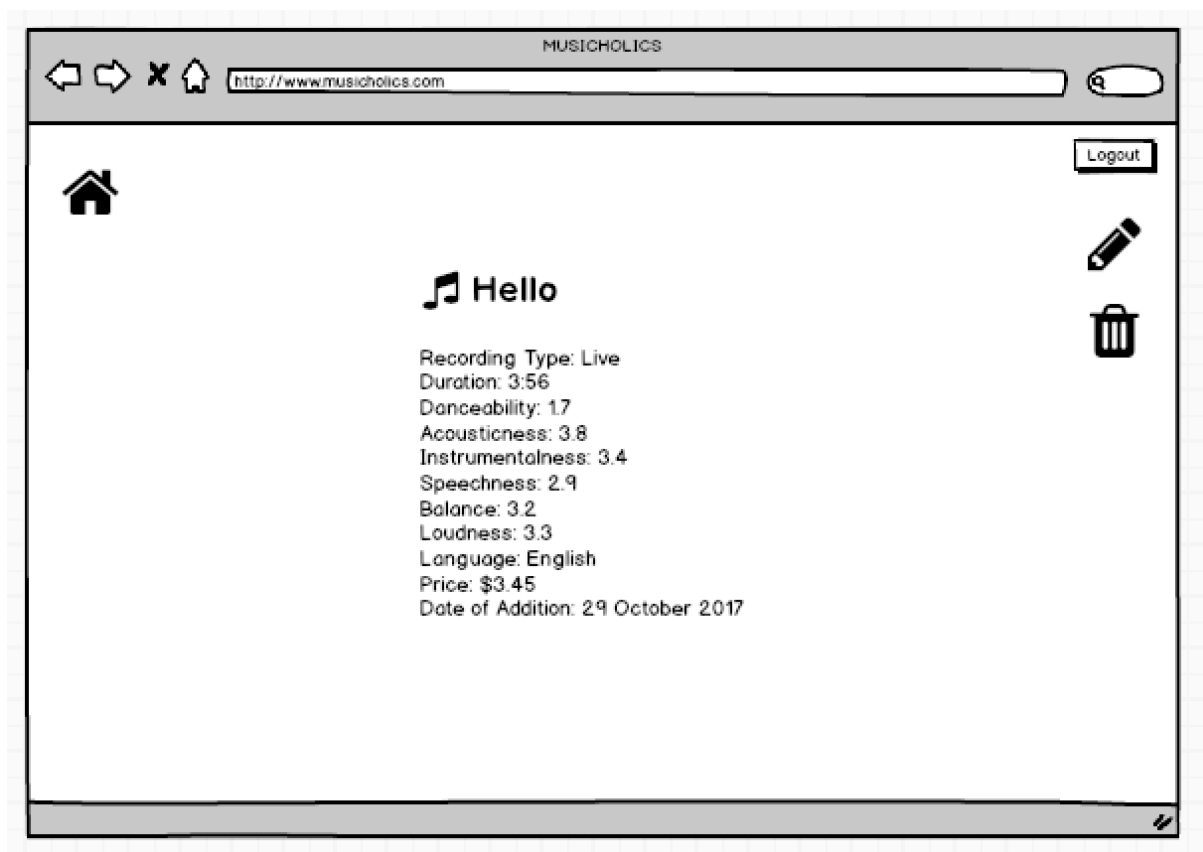 MUSICHOLICS
http://www.musicholics.com
Logout
Hello
Recording Type: Live
Duration: 3:56
Danceability: 1.7
Acousticness: 3.8
Instrumentalness: 3.4
Speechness: 2.9
Balance: 3.2
Loudness: 3.3
Language: English
Price: $3.45
Date of Addition: 29 October 2017